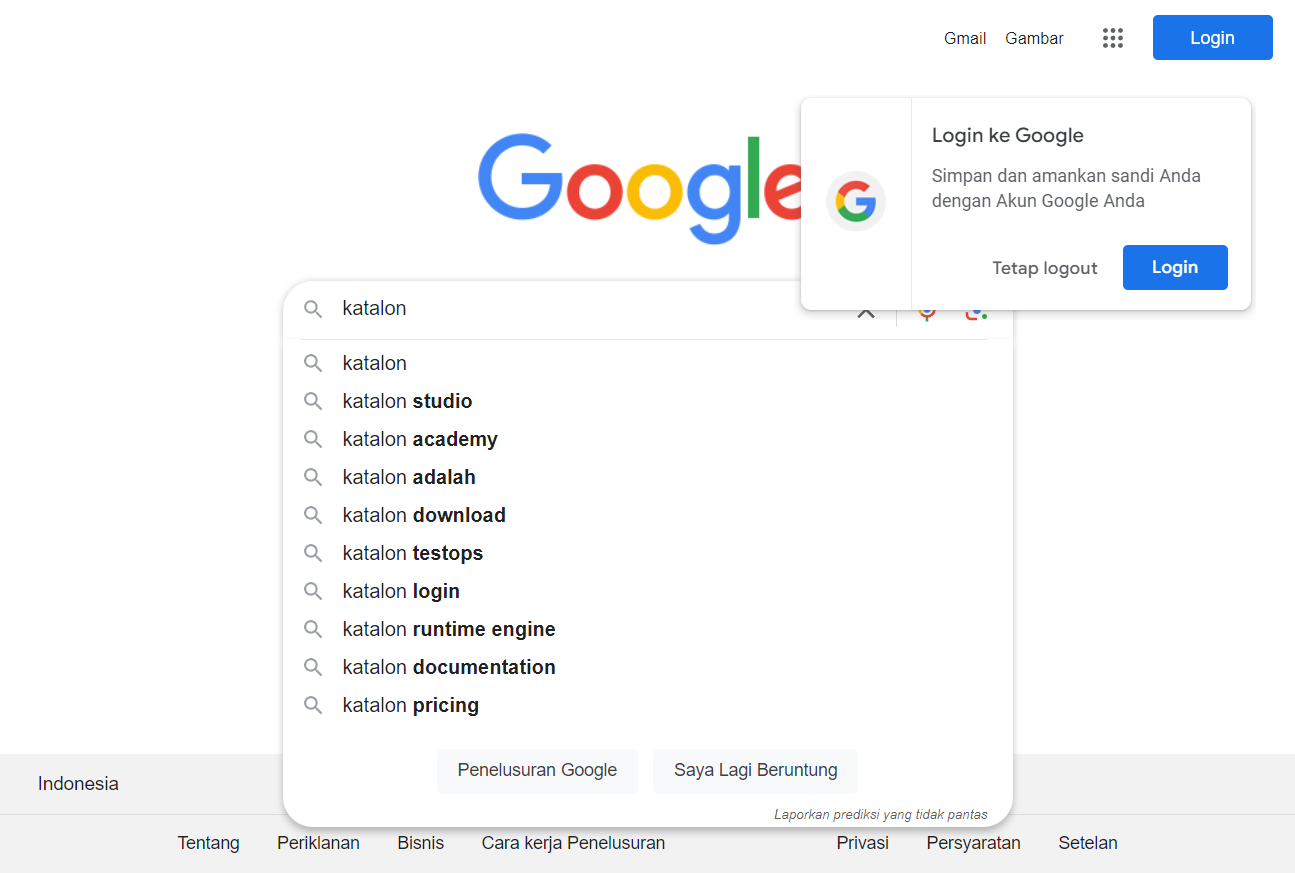 Gmail Gambar Login
Google
Login ke Google
Simpan dan amankan sandi Anda
dengan Akun Google Anda
Tetap logout Login
katalon
katalon
katalon studio
katalon academy
katalon adalah
katalon download
katalon testops
katalon login
katalon runtime engine
katalon documentation
katalon pricing
Penelusuran Google Saya Lagi Beruntung
Laporkan prediksi yang tidak pantas
Indonesia
Tentang Periklanan Bisnis Cara kerja Penelusuran Privasi Persyaratan Setelan